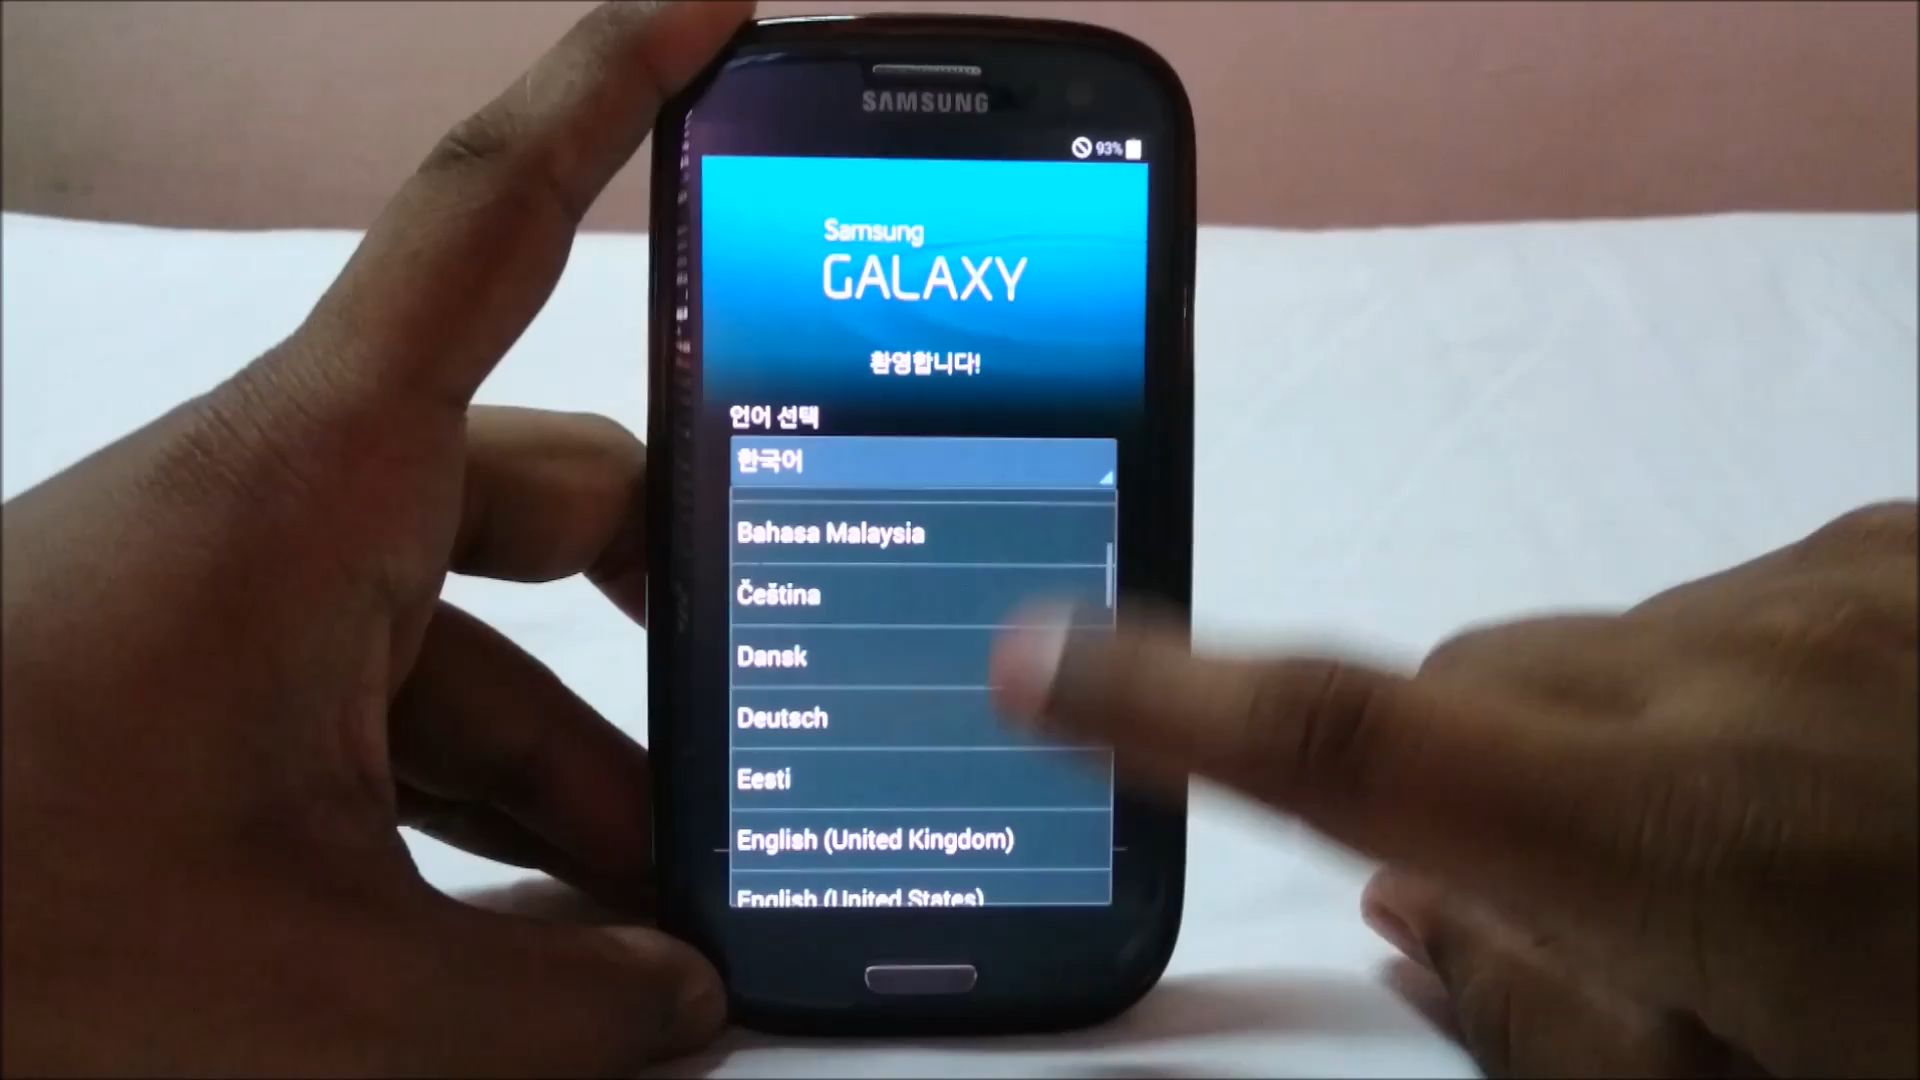 SAMSUNG
93%
Samsung
GALAXY
환영합니다!
언어 선택
한국어
Bahasa Malaysia
Čeština
Dansk
Deutsch
Eesti
English (United Kingdom)
English (United States)